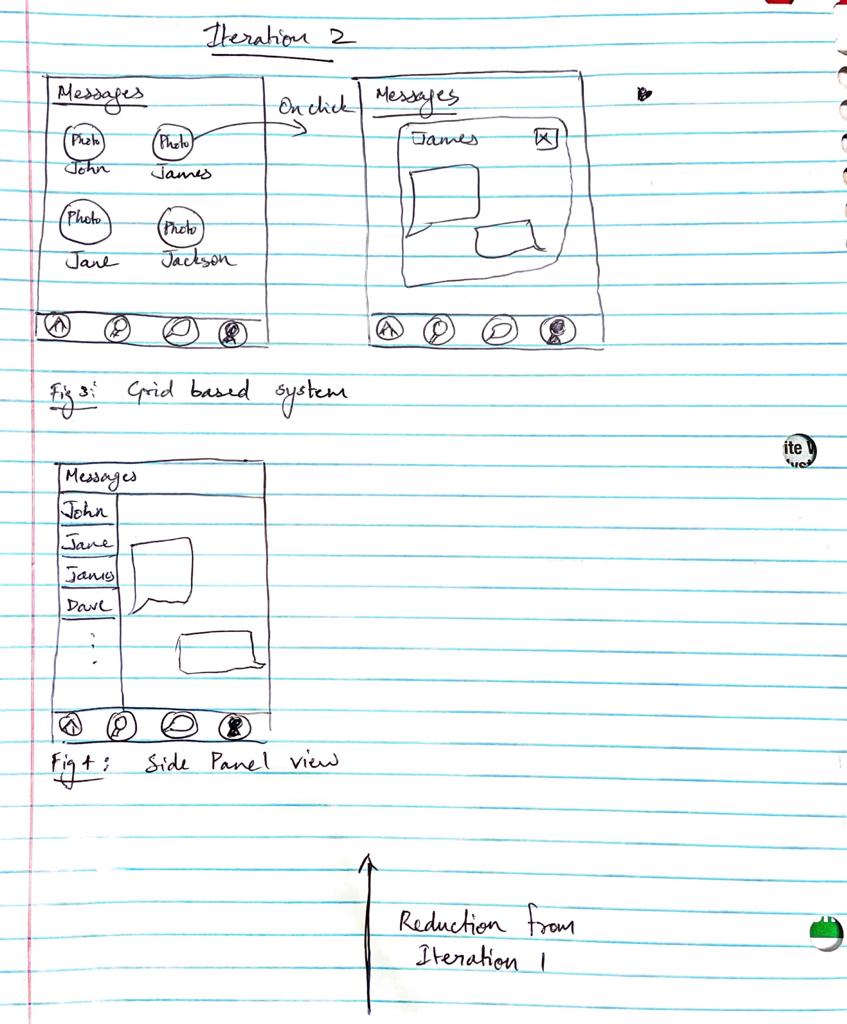 Iteration 2
Messages
Photo
John
Photo
James
Photo
Jane
Photo
Jackson
On click
Messages
James
X
Fig 3: Grid based system
ite
Messages
John
Jane
James
Dave
Fig 4: Side Panel view
Reduction from
Iteration 1